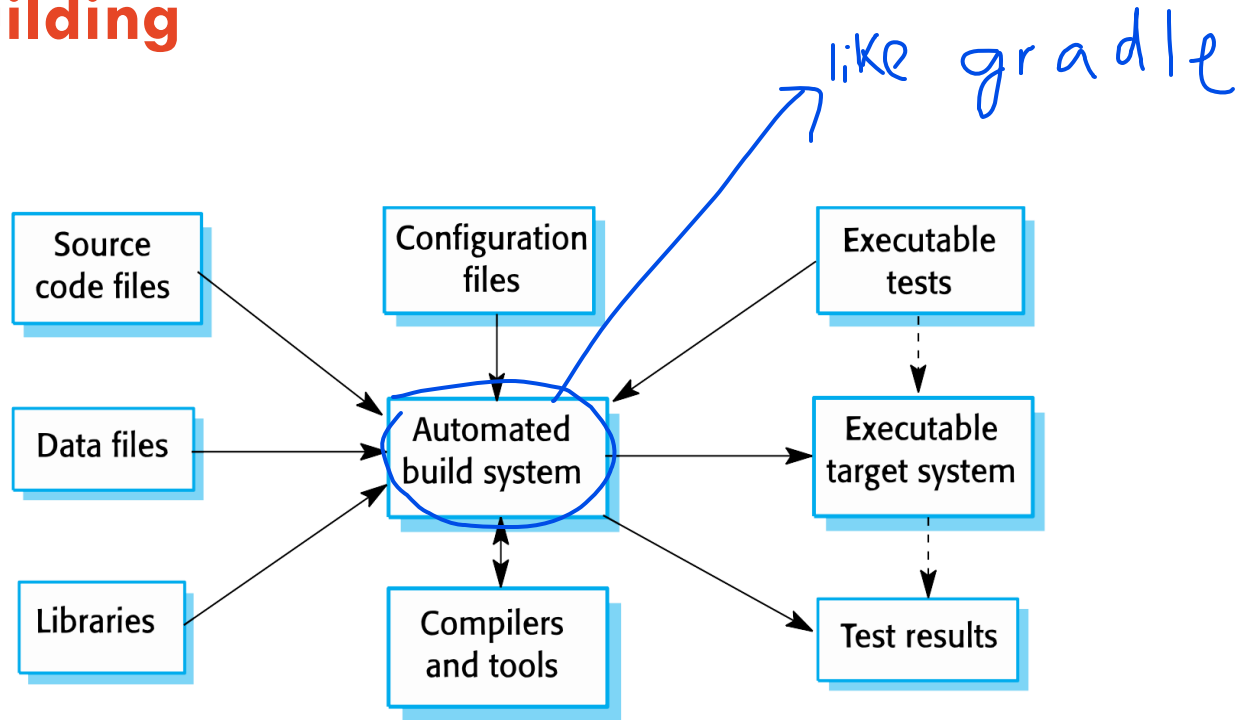 ilding
like gradle
Source
code files
Configuration
files
Executable
tests
Data files
Automated
build system
Executable
target system
Libraries
Compilers
and tools
Test results